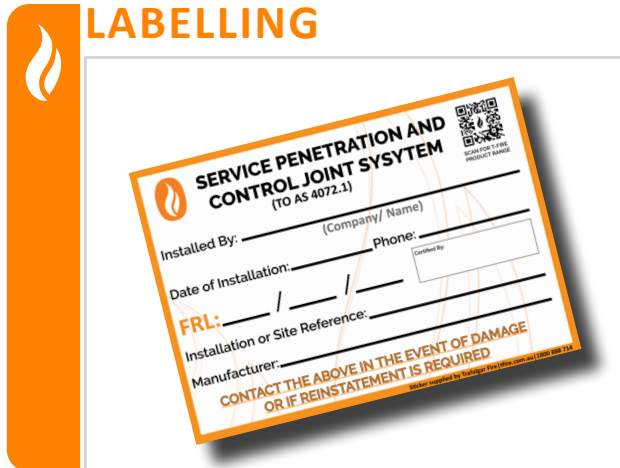 LABELLING
SERVICE PENETRATION AND
CONTROL JOINT SYSYTEM
(TO AS 4072.1)
SCAN FOR T-FIRE
PRODUCT RANGE
Installed By:
(Company/ Name)
Date of Installation: Phone:
FRL: / /
Certified By:
Installation or Site Reference:
Manufacturer:
CONTACT THE ABOVE IN THE EVENT OF DAMAGE
OR IF REINSTATEMENT IS REQUIRED
Sticker supplied by Trafalgar Fire|tfire.com.au|1800 888 714